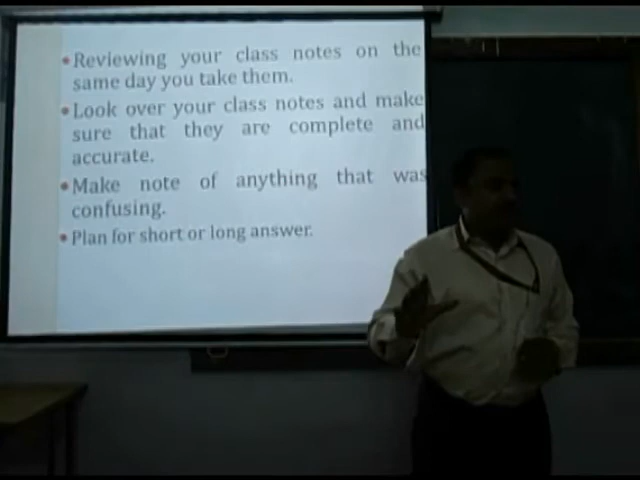 •Reviewing your class notes on the
same day you take them.
•Look over your class notes and make
sure that they are complete and
accurate.
•Make note of anything that was
confusing.
•Plan for short or long answer.